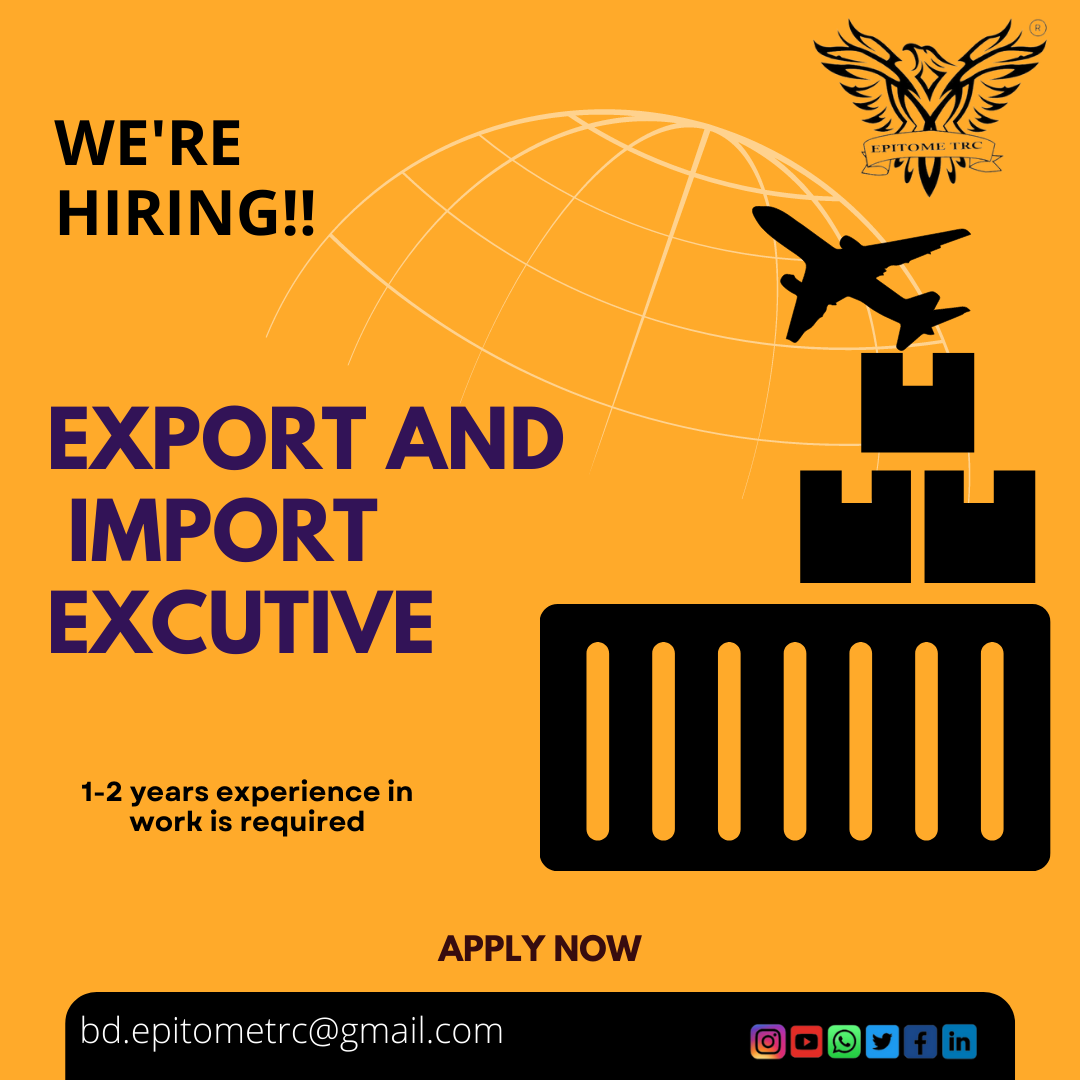 ®
EPITOME TRC
WE'RE
HIRING!!
EXPORT AND
IMPORT
EXCUTIVE
1-2 years experience in
work is required
APPLY NOW
bd.epitometrc@gmail.com